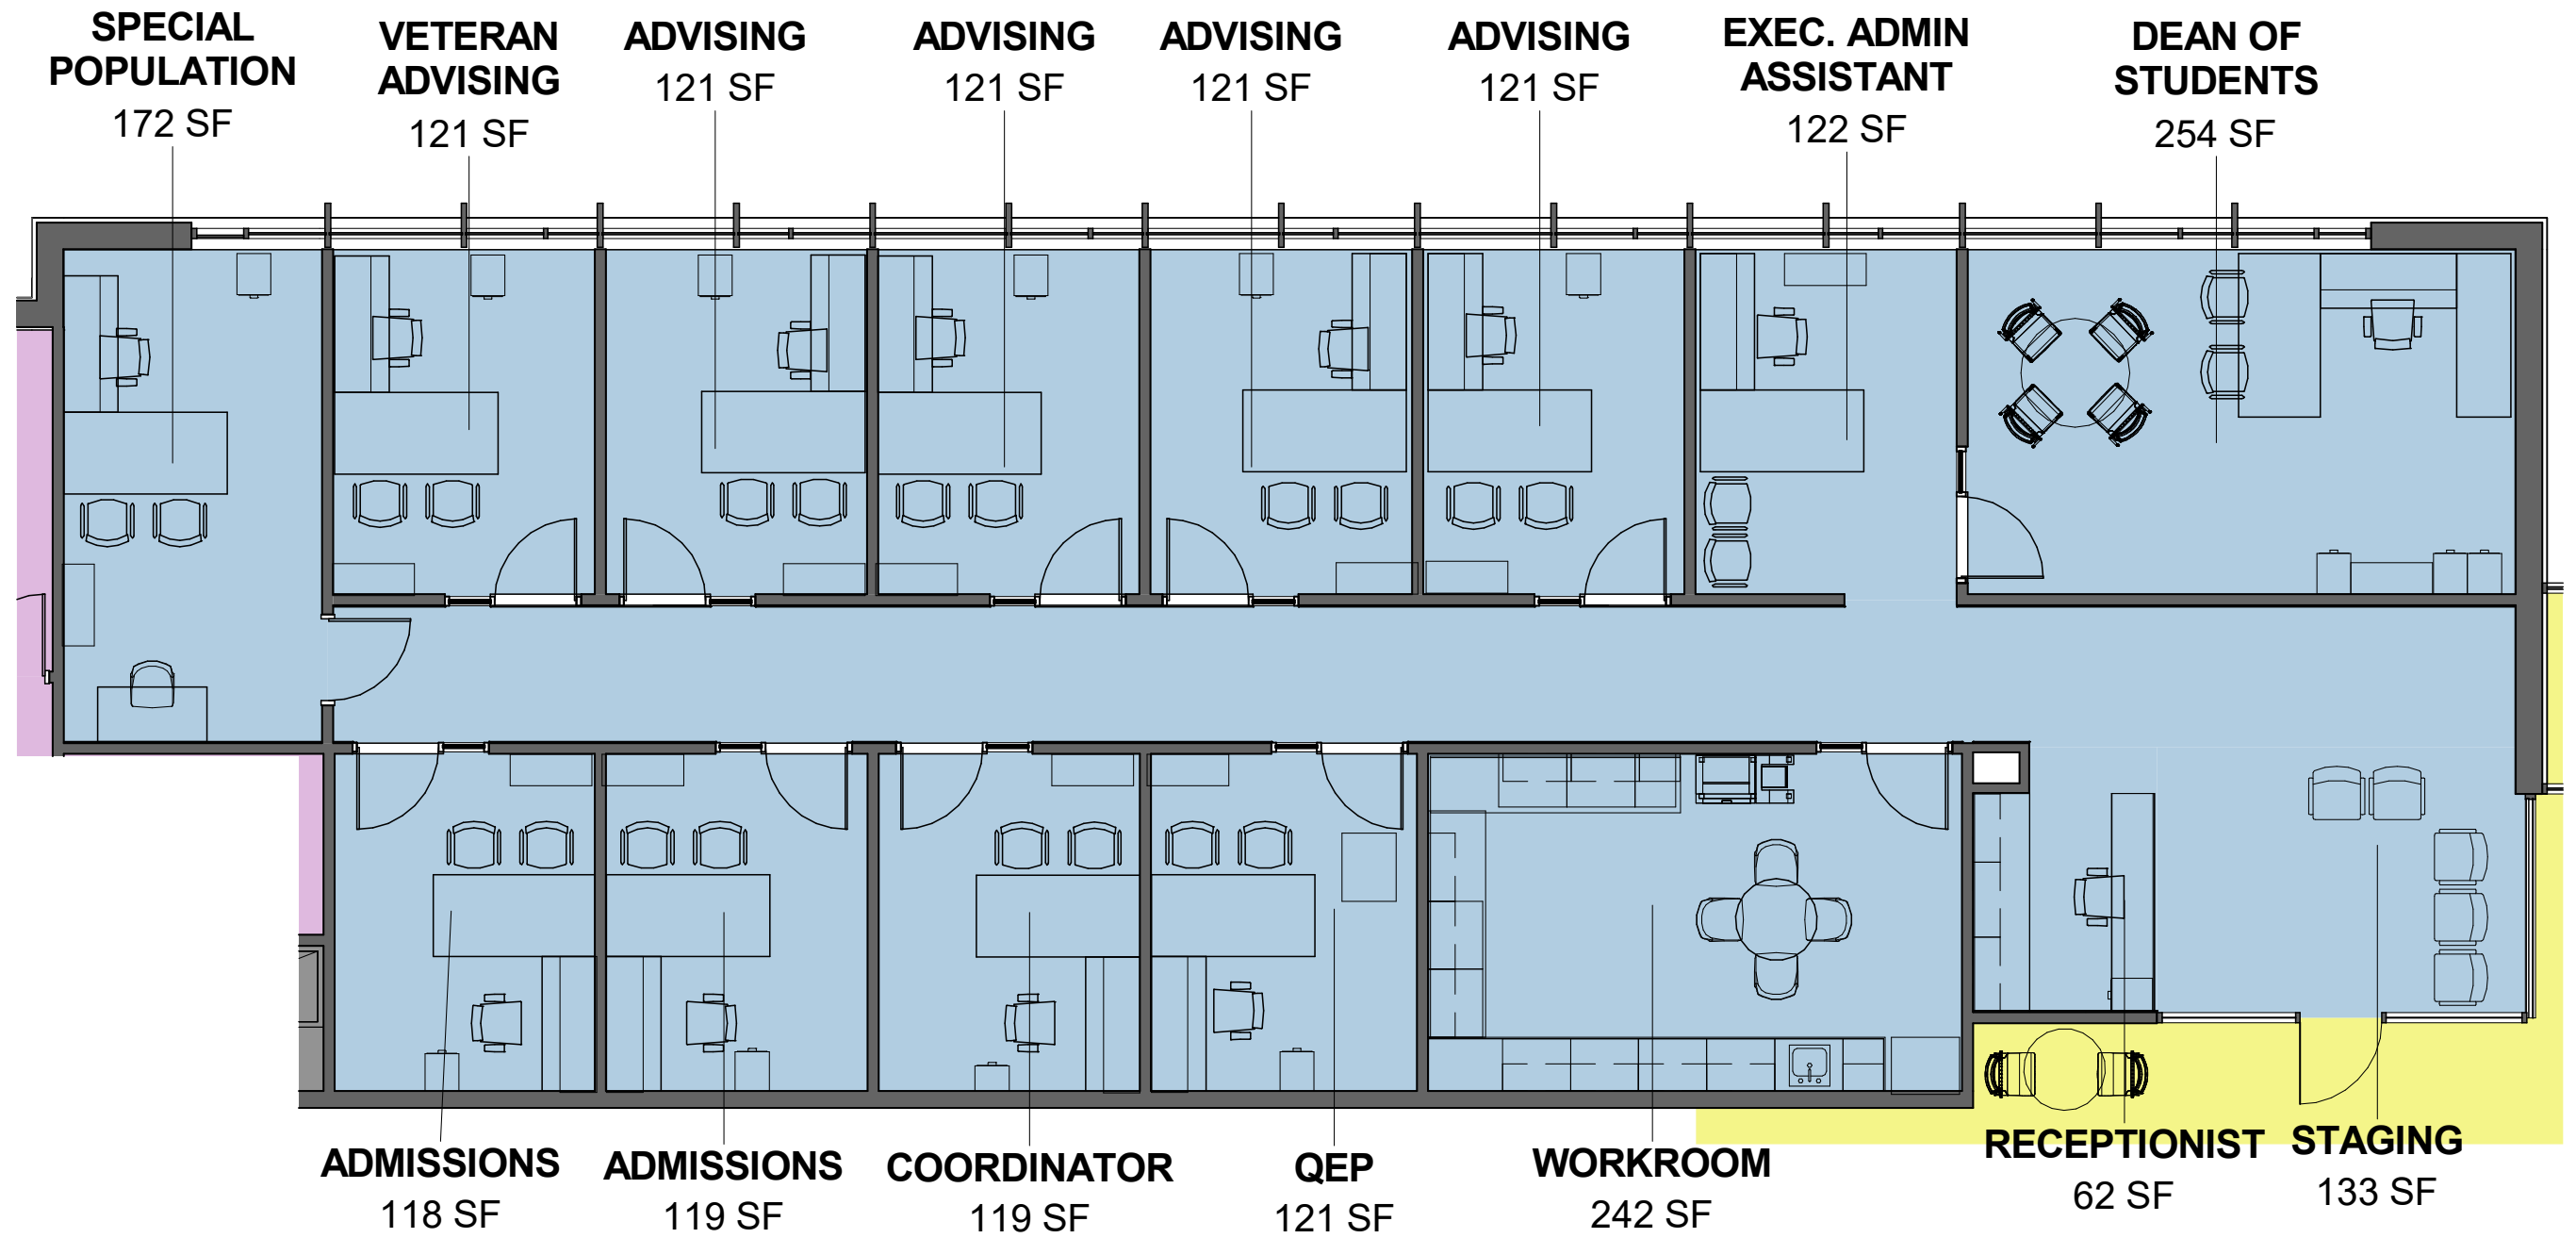 SPECIAL
POPULATION
172 SF
VETERAN
ADVISING
121 SF
ADVISING
121 SF
ADVISING
121 SF
ADVISING
121 SF
ADVISING
121 SF
EXEC. ADMIN
ASSISTANT
122 SF
DEAN OF
STUDENTS
254 SF
ADMISSIONS
118 SF
ADMISSIONS
119 SF
COORDINATOR
119 SF
QEP
121 SF
WORKROOM
242 SF
RECEPTIONIST
62 SF
STAGING
133 SF